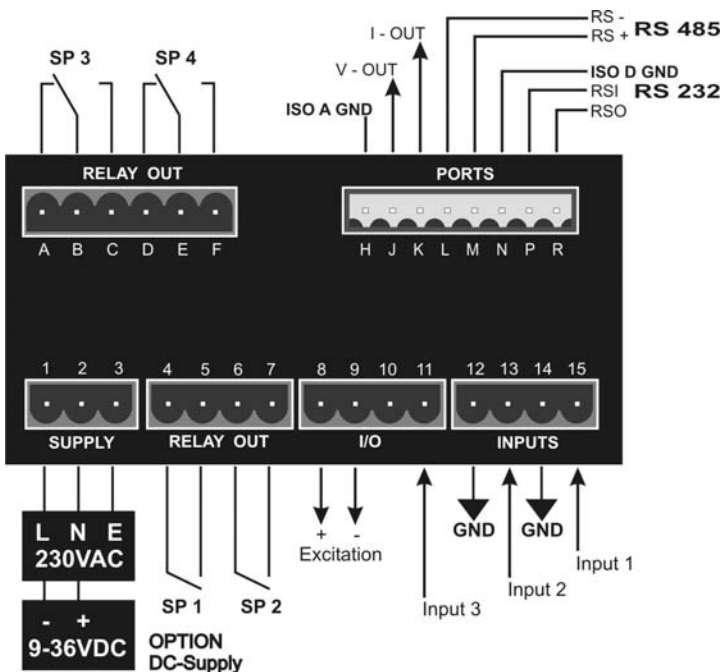 RS -
I - OUT
RS + RS 485
SP 3 SP 4
V - OUT
ISO D GND
RSI RS 232
ISO A GND
RSO
RELAY OUT PORTS
A B C D E F H J K L M N P R
1 2 3 4 5 6 7 8 9 10 11 12 13 14 15
SUPPLY RELAY OUT I/O INPUTS
L N E
230VAC
+ -
Excitation
GND GND
Input 1
Input 2
Input 3
SP 1 SP 2
- +
9-36VDC
OPTION
DC-Supply